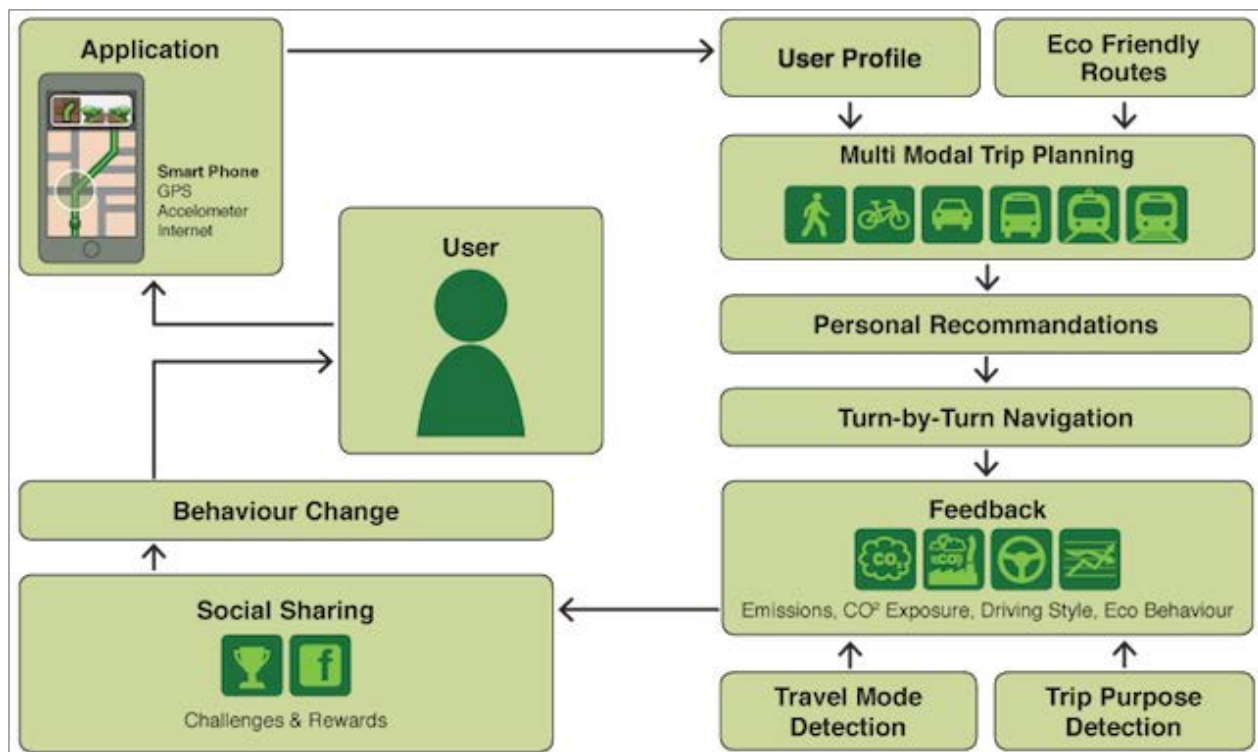 Application
Smart Phone
GPS
Accelometer
Internet
User Profile
Eco Friendly
Routes
Multi Modal Trip Planning
User
Personal Recommandations
Turn-by-Turn Navigation
Behaviour Change
Feedback
CO2
CO2
Emissions, CO² Exposure, Driving Style, Eco Behaviour
Social Sharing
f
Challenges & Rewards
Travel Mode
Detection
Trip Purpose
Detection